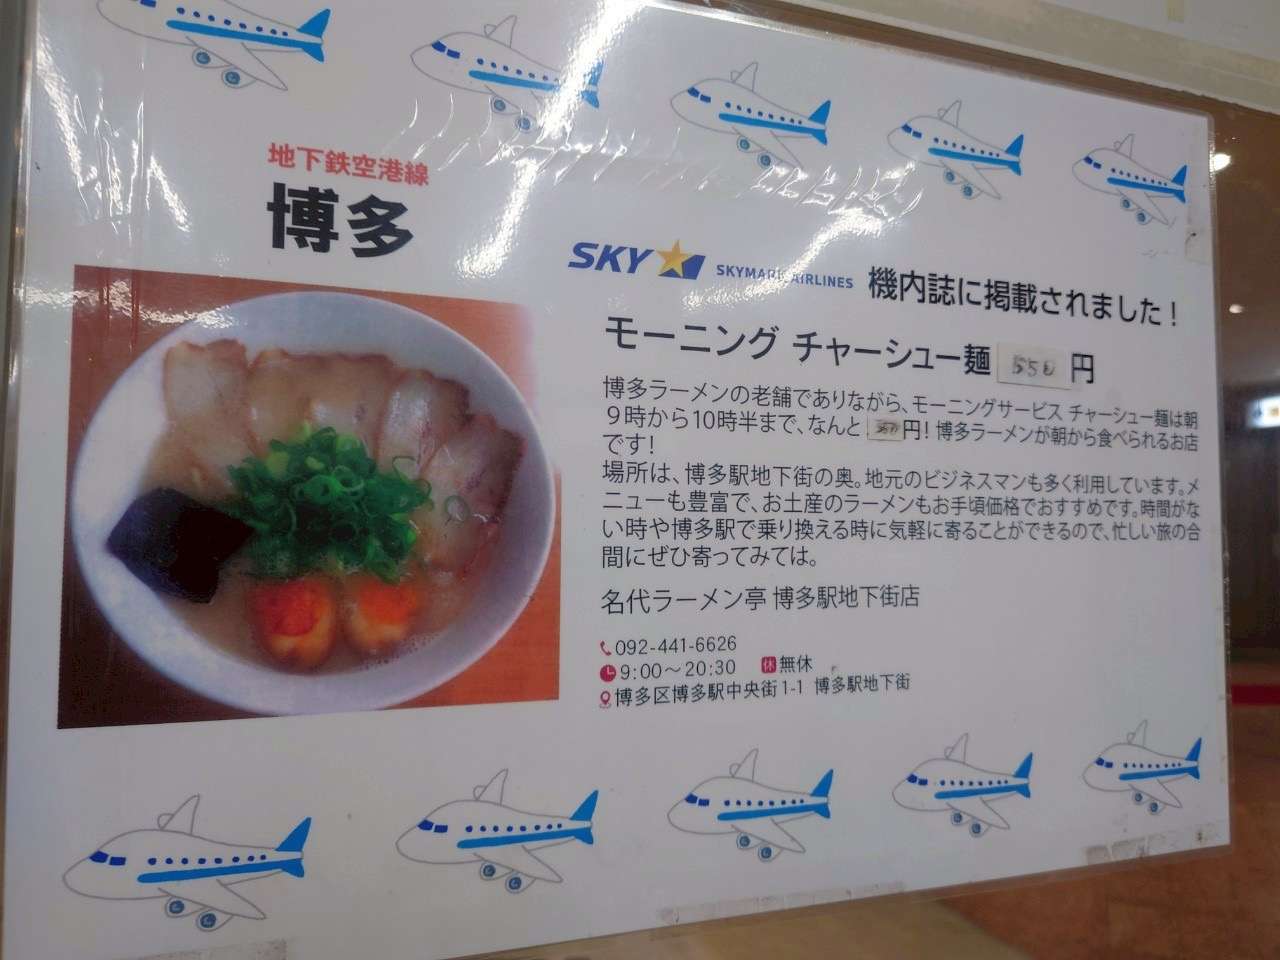 地下鉄空港線
博多
SKY SKYMARK AIRLINES 機内誌に掲載されました！
モーニング チャーシュー麺 550 円
博多ラーメンの老舗でありながら、モーニングサービス チャーシュー麺は朝
９時から10時半まで、なんと 円！博多ラーメンが朝から食べられるお店
です！
場所は、博多駅地下街の奥。地元のビジネスマンも多く利用しています。メ
ニューも豊富で、お土産のラーメンもお手頃価格でおすすめです。時間がな
い時や博多駅で乗り換える時に気軽に寄ることができるので、忙しい旅の合
間にぜひ寄ってみては。
名代ラーメン亭 博多駅地下街店
092-441-6626
9:00〜20:30 休 無休
博多区博多駅中央街1-1 博多駅地下街